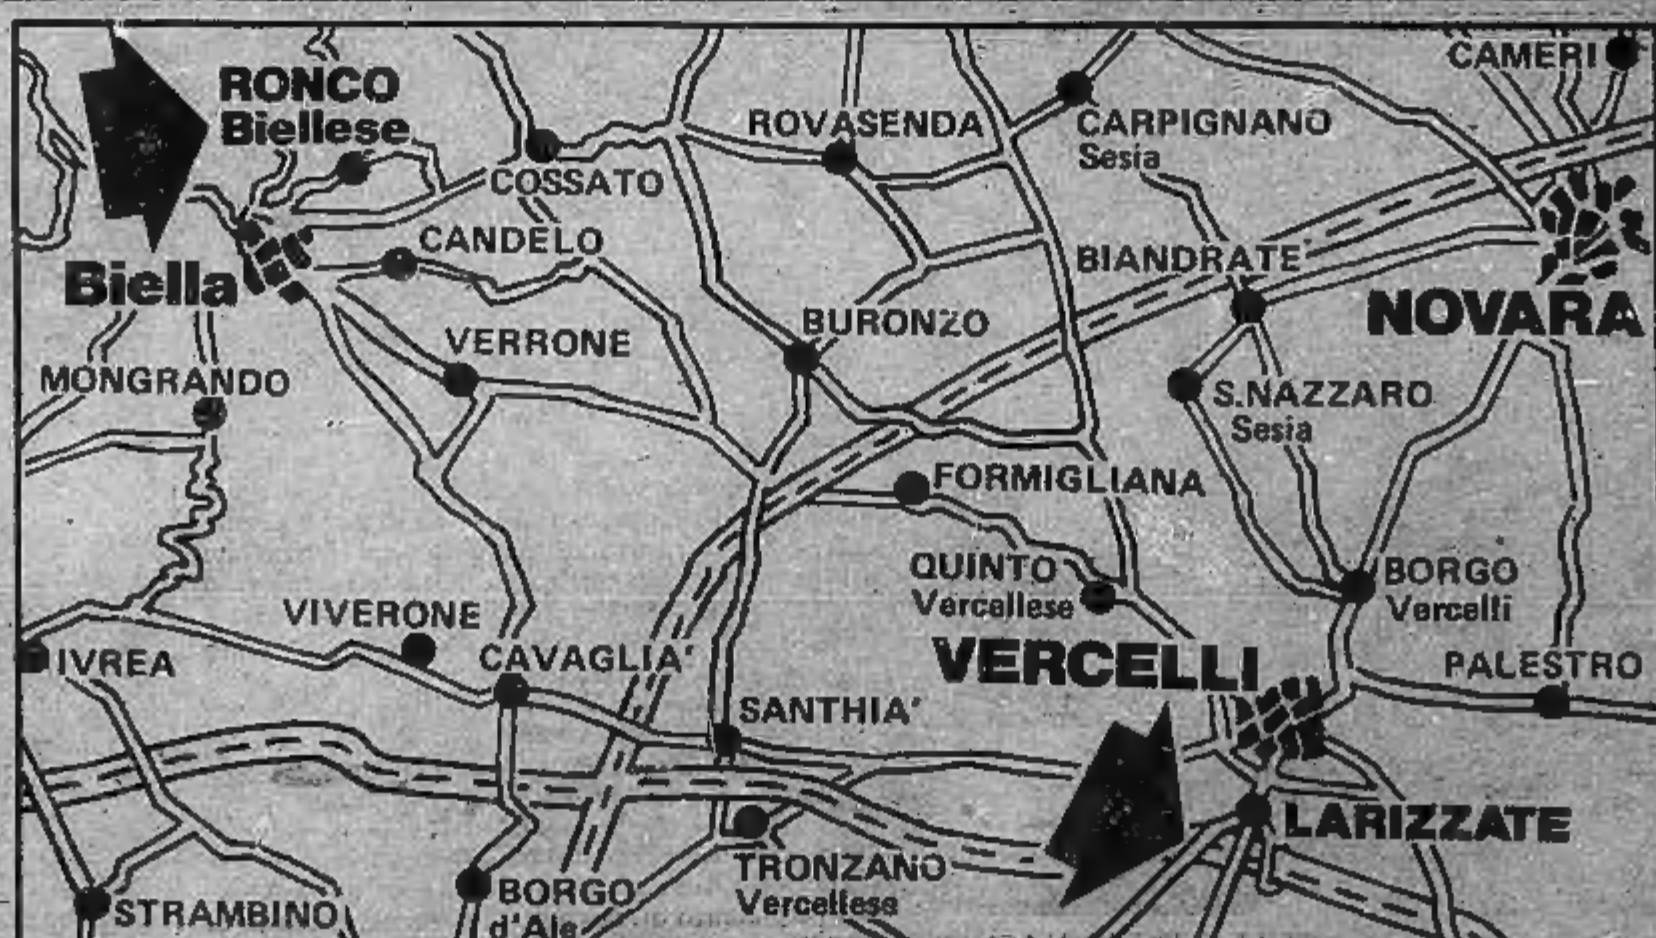 CAMERI
RONCO
Biellese
ROVASENDA
CARPIGNANO
Sesia
COSSATO
CANDELO
BIANDRATE'
Biella
NOVARA
BURONZO
VERRONE
MONGRANDO
S.NAZZARO
Sesia
FORMIGLIANA
QUINTO
Vercellese
BORGO
Vercelli
VIVERONE
CAVAGLIA'
VERCELLI
PALESTRO
IVREA
SANTHIA'
LARIZZATE
TRONZANO
Vercellese
BORGO
d'Ale
STRAMBINO